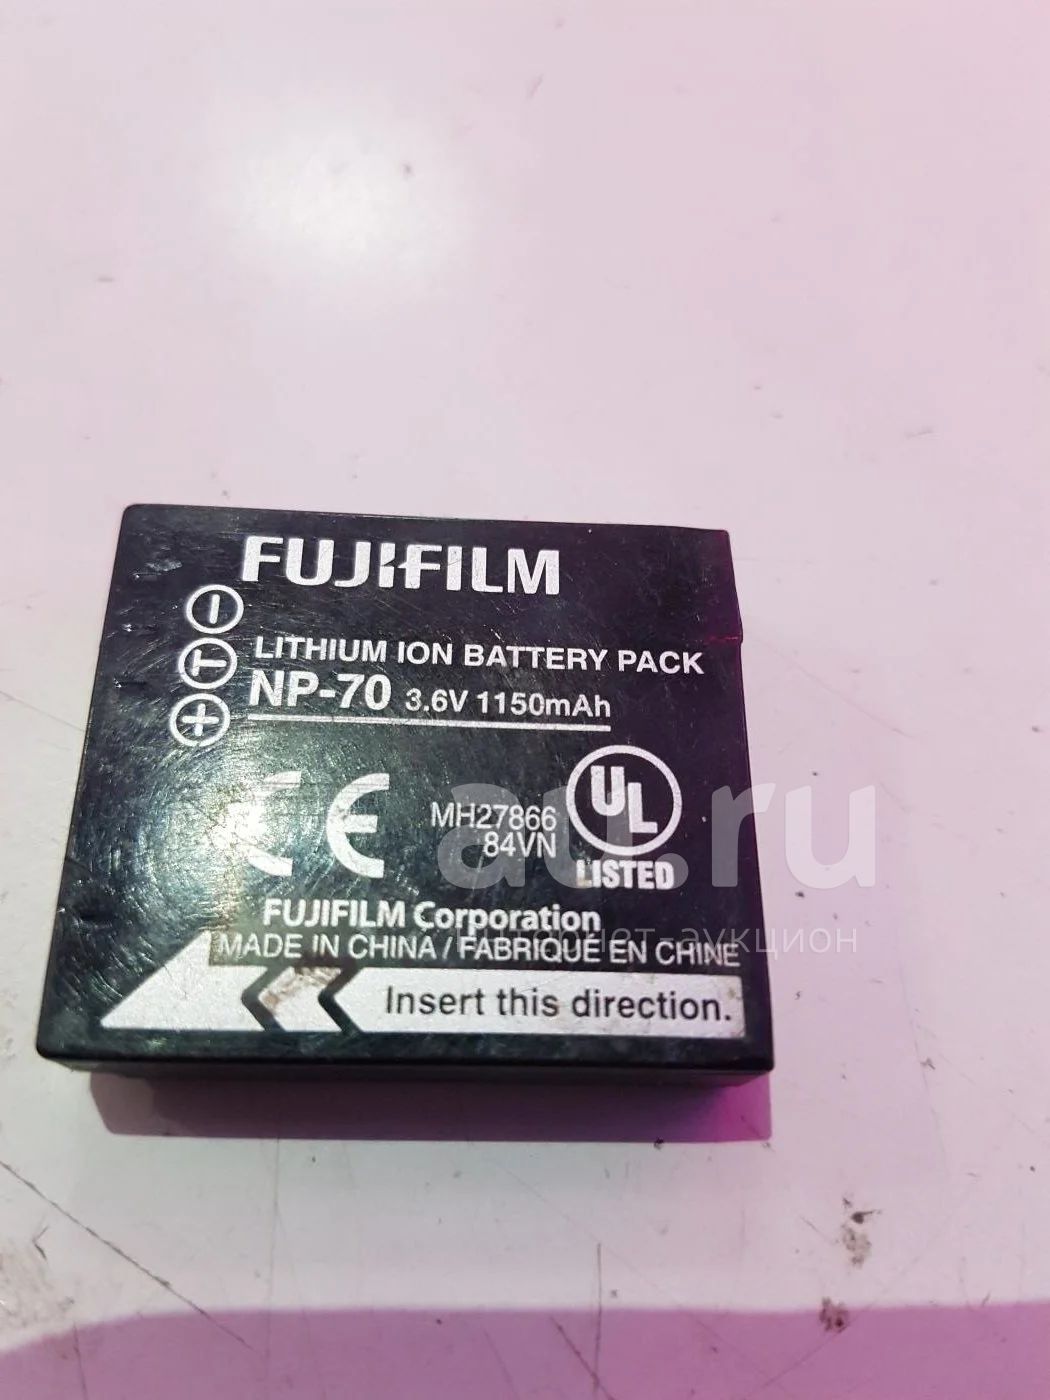 FUJIFILM
LITHIUM ION BATTERY PACK
NP-70 3.6V 1150mAh
CE
MH27866
84VN
UL
LISTED
au.ru
FUJIFILM Corporation
интернет-аукцион
MADE IN CHINA / FABRIQUÉ EN CHINE
Insert this direction.